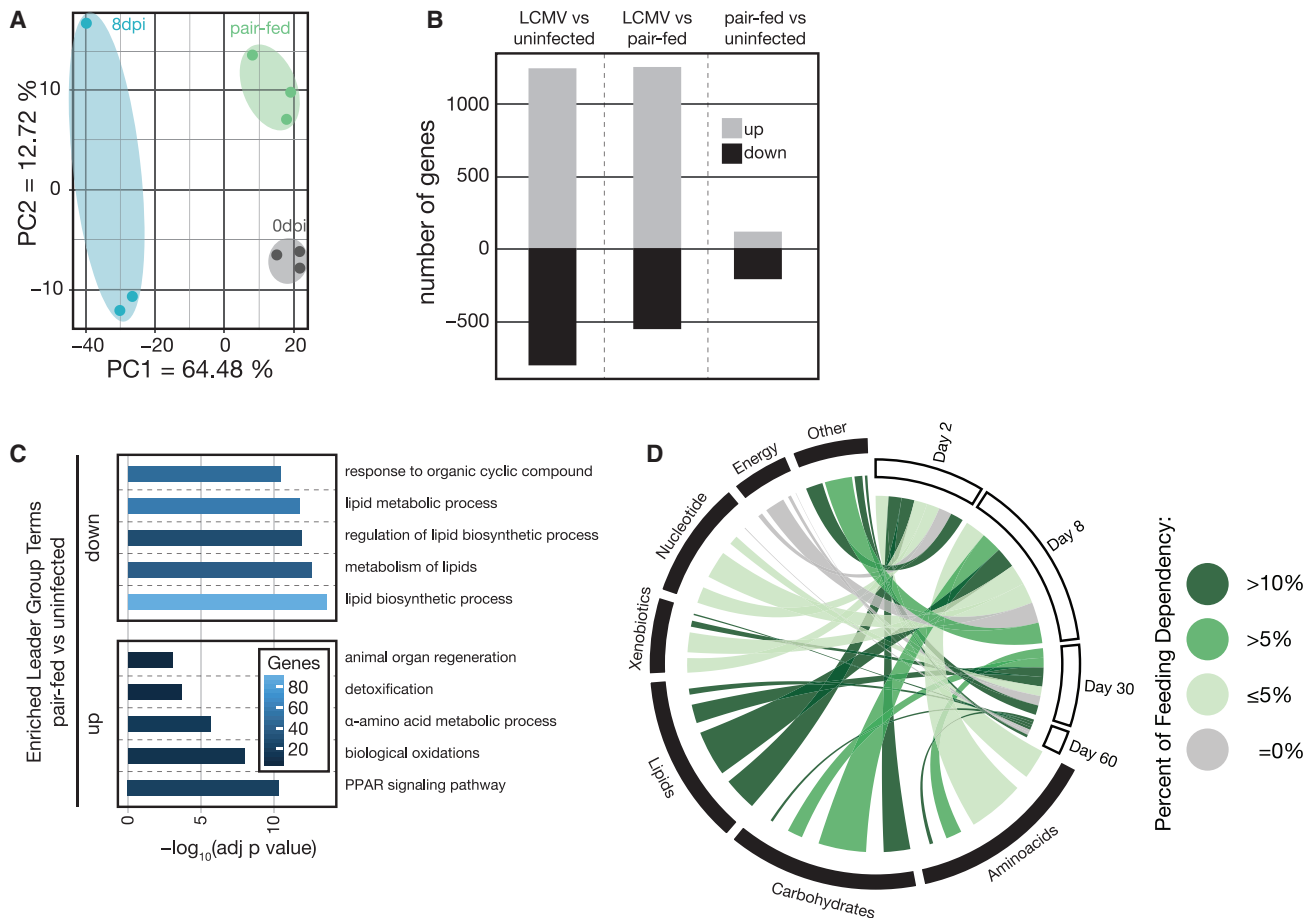 A
8dpi
pair-fed
0dpi
10
0
−10
PC2 = 12.72 %
−40
−20
0
20
PC1 = 64.48 %
B
LCMV vs
uninfected
LCMV vs
pair-fed
pair-fed vs
uninfected
1000
500
0
−500
number of genes
up
down
C
Enriched Leader Group Terms
pair-fed vs uninfected
down
up
response to organic cyclic compound
lipid metabolic process
regulation of lipid biosynthetic process
metabolism of lipids
lipid biosynthetic process
animal organ regeneration
detoxification
α-amino acid metabolic process
biological oxidations
PPAR signaling pathway
Genes
80
60
40
20
0
5
10
−log10(adj p value)
D
Other
Energy
Nucleotide
Xenobiotics
Lipids
Carbohydrates
Aminoacids
Day 2
Day 8
Day 30
Day 60
Percent of Feeding Dependency:
>10%
>5%
≤5%
=0%